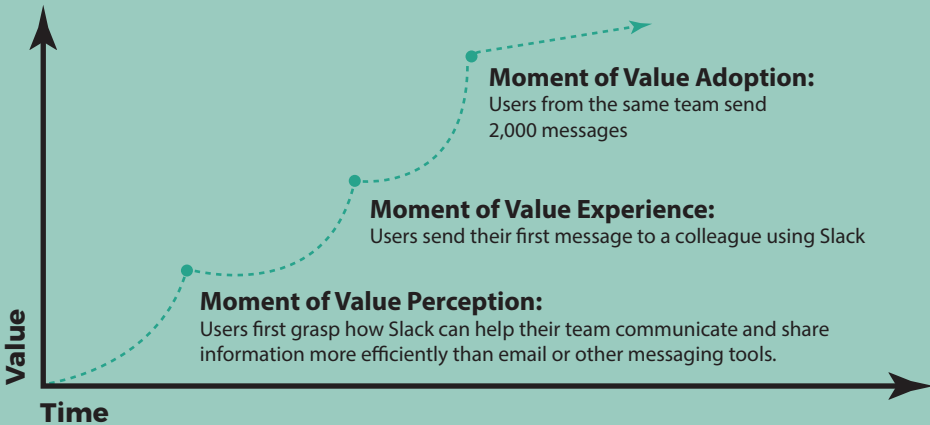 Moment of Value Adoption:
Users from the same team send
2,000 messages
Moment of Value Experience:
Users send their first message to a colleague using Slack
Moment of Value Perception:
Users first grasp how Slack can help their team communicate and share
information more efficiently than email or other messaging tools.
Value
Time